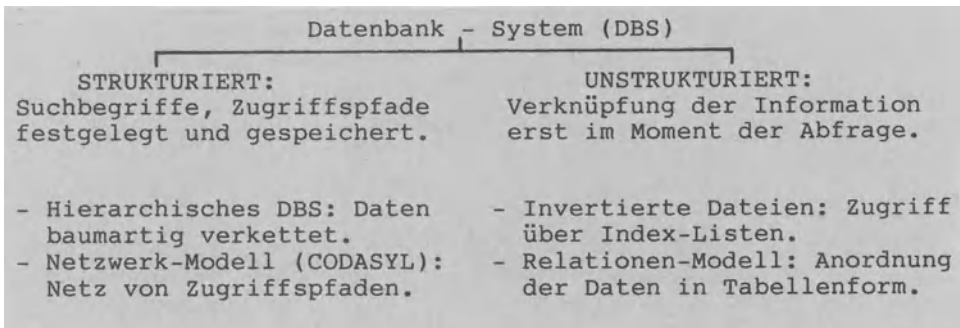 Datenbank - System (DBS)
STRUKTURIERT:
Suchbegriffe, Zugriffspfade
festgelegt und gespeichert.
- Hierarchisches DBS: Daten
baumartig verkettet.
- Netzwerk-Modell (CODASYL):
Netz von Zugriffspfaden.
UNSTRUKTURIERT:
Verknüpfung der Information
erst im Moment der Abfrage.
- Invertierte Dateien: Zugriff
über Index-Listen.
- Relationen-Modell: Anordnung
der Daten in Tabellenform.